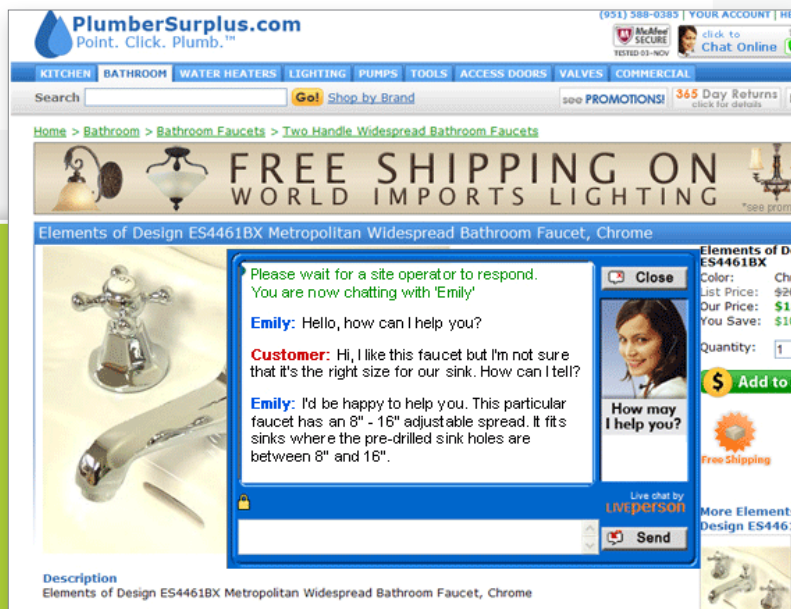 PlumberSurplus.com
Point. Click. Plumb.™
(951) 588-0385 | YOUR ACCOUNT |
McAfee SECURE
TESTED 03-NOV
click to
Chat Online
KITCHEN BATHROOM WATER HEATERS LIGHTING PUMPS TOOLS ACCESS DOORS VALVES COMMERCIAL
Search Go! Shop by Brand
see PROMOTIONS!
365 Day Returns
click for details
Home > Bathroom > Bathroom Faucets > Two Handle Widespread Bathroom Faucets
FREE SHIPPING ON
WORLD IMPORTS LIGHTING
*see
Elements of Design ES4461BX Metropolitan Widespread Bathroom Faucet, Chrome
Please wait for a site operator to respond.
You are now chatting with 'Emily'
Emily: Hello, how can I help you?
Customer: Hi, I like this faucet but I'm not sure
that it's the right size for our sink. How can I tell?
Emily: I'd be happy to help you. This particular
faucet has an 8" - 16" adjustable spread. It fits
sinks where the pre-drilled sink holes are
between 8" and 16".
Close
How may
I help you?
Live chat by
LIVEPERSON
Send
Elements of
ES4461BX
Color:
List Price:
Our Price:
You Save:
Quantity: 1
$ Add to
Free Shipping
More
Design
Description
Elements of Design ES4461BX Metropolitan Widespread Bathroom Faucet, Chrome